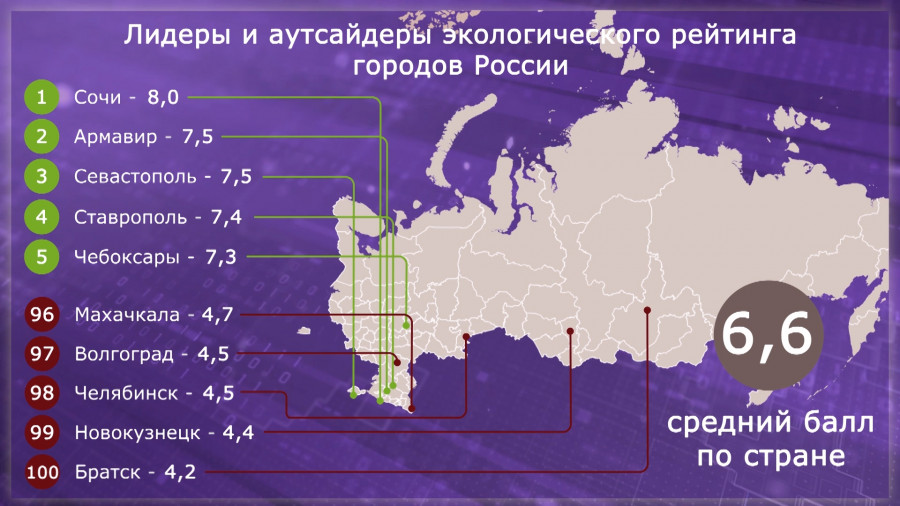 Лидеры и аутсайдеры экологического рейтинга
городов России
1 Сочи - 8,0
2 Армавир - 7,5
3 Севастополь - 7,5
4 Ставрополь - 7,4
5 Чебоксары - 7,3
96 Махачкала - 4,7
97 Волгоград - 4,5
98 Челябинск - 4,5
99 Новокузнецк - 4,4
100 Братск - 4,2
6,6
средний балл
по стране